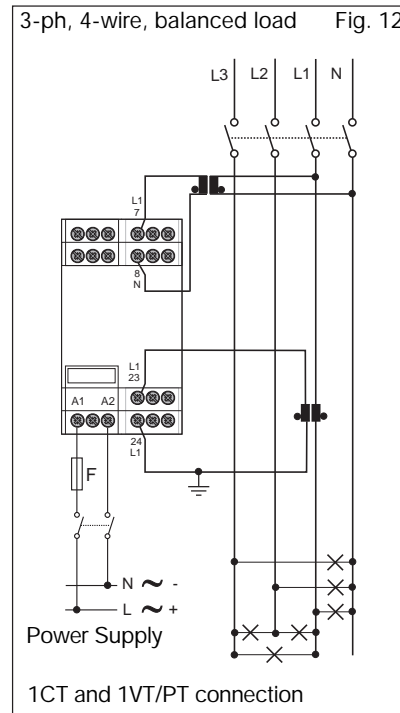 3-ph, 4-wire, balanced load Fig. 12
L3 L2 L1 N
L1
7
8
N
L1
23
A1 A2
24
L1
F
N ~ -
L ~ +
Power Supply
1CT and 1VT/PT connection